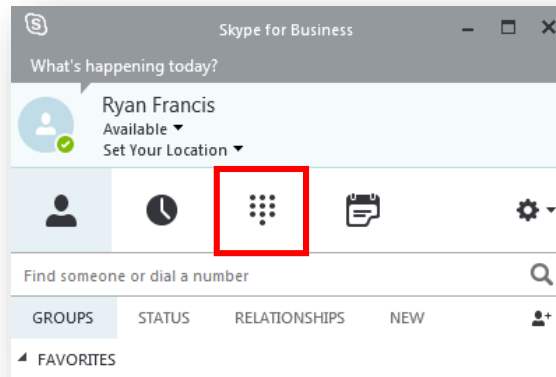 Skype for Business
What's happening today?
Ryan Francis
Available
Set Your Location
Find someone or dial a number
GROUPS STATUS RELATIONSHIPS NEW
FAVORITES